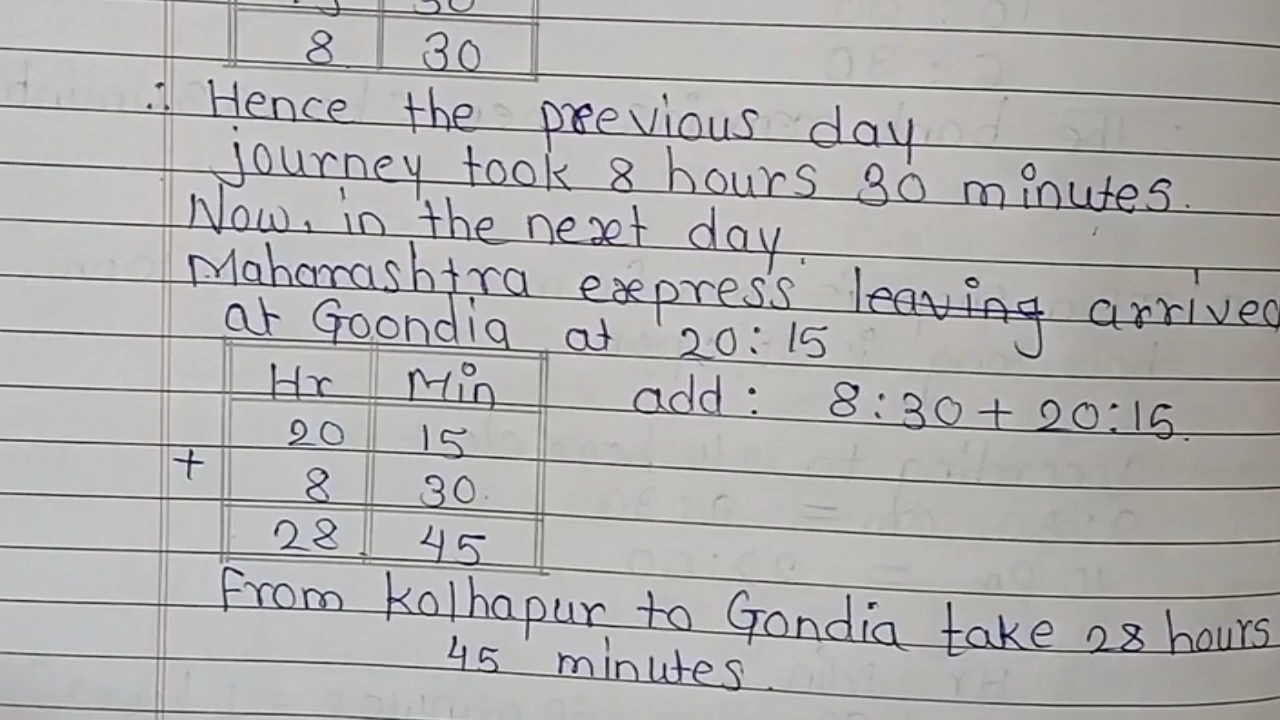 8 30
∴ Hence the previous day
journey took 8 hours 30 minutes.
Now, in the next day
Maharashtra express leaving arrived
at Goondia at 20:15
Hr Min add: 8:30 + 20:15.
20 15
+ 8 30
28 45
From kolhapur to Gondia take 28 hours
45 minutes.